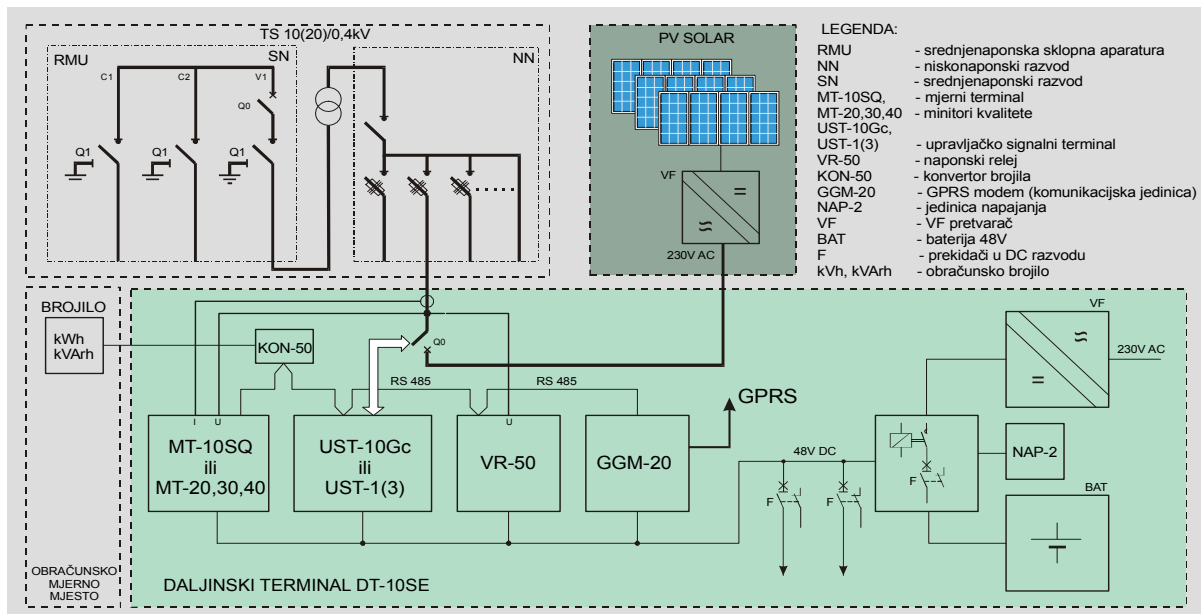 TS 10(20)/0,4kV
RMU
SN
C1
C2
V1
Q0
Q1
Q1
Q1
NN
PV SOLAR
VF
230V AC
LEGENDA:
RMU - srednjenaponska sklopna aparatura
NN - niskonaponski razvod
SN - srednjenaponski razvod
MT-10SQ, - mjerni terminal
MT-20,30,40 - minitori kvalitete
UST-10Gc,
UST-1(3) - upravljačko signalni terminal
VR-50 - naponski relej
KON-50 - konvertor brojila
GGM-20 - GPRS modem (komunikacijska jedinica)
NAP-2 - jedinica napajanja
VF - VF pretvarač
BAT - baterija 48V
F - prekidači u DC razvodu
kVh, kVArh - obračunsko brojilo
BROJILO
kWh
kVArh
OBRAČUNSKO
MJERNO
MJESTO
KON-50
Q0
RS 485
RS 485
I
U
U
MT-10SQ
ili
MT-20,30,40
UST-10Gc
ili
UST-1(3)
VR-50
GGM-20
GPRS
48V DC
F
F
F
VF
230V AC
NAP-2
BAT
DALJINSKI TERMINAL DT-10SE